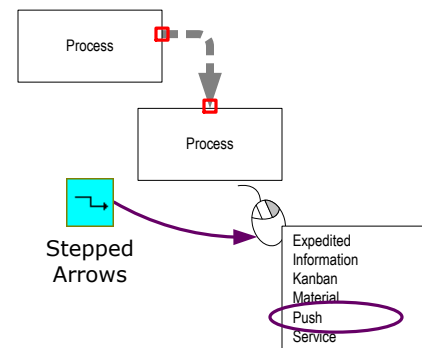 Process
Process
Stepped
Arrows
Expedited
Information
Kanban
Material
Push
Service